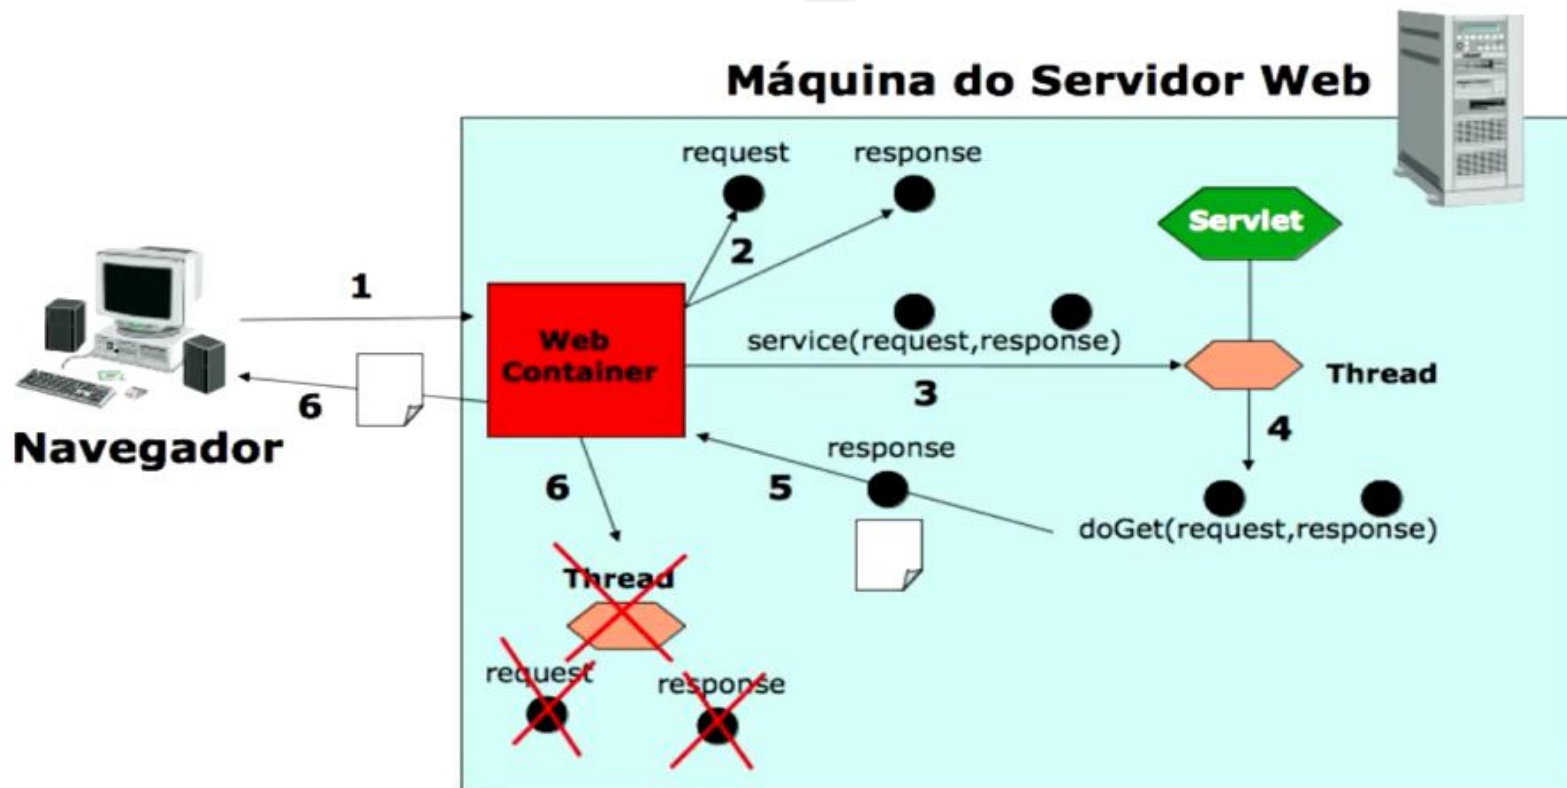 Máquina do Servidor Web
request
response
2
Servlet
1
Web
Container
service(request,response)
3
Thread
6
Navegador
4
response
5
doGet(request,response)
6
Thread
request
response